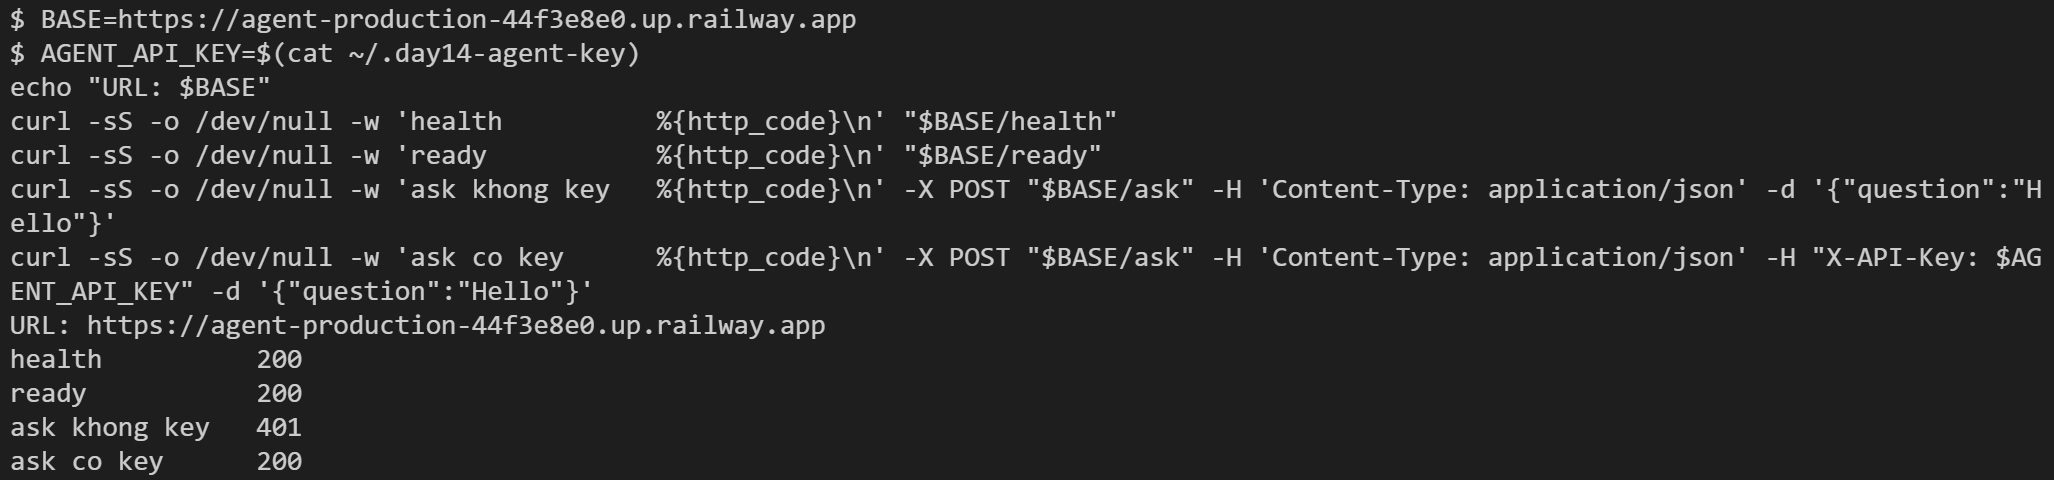 $ BASE=https://agent-production-44f3e8e0.up.railway.app
$ AGENT_API_KEY=$(cat ~/.day14-agent-key)
echo "URL: $BASE"
curl -sS -o /dev/null -w 'health          %{http_code}\n' "$BASE/health"
curl -sS -o /dev/null -w 'ready           %{http_code}\n' "$BASE/ready"
curl -sS -o /dev/null -w 'ask khong key   %{http_code}\n' -X POST "$BASE/ask" -H 'Content-Type: application/json' -d '{"question":"H
ello"}'
curl -sS -o /dev/null -w 'ask co key      %{http_code}\n' -X POST "$BASE/ask" -H 'Content-Type: application/json' -H "X-API-Key: $AG
ENT_API_KEY" -d '{"question":"Hello"}'
URL: https://agent-production-44f3e8e0.up.railway.app
health          200
ready           200
ask khong key   401
ask co key      200